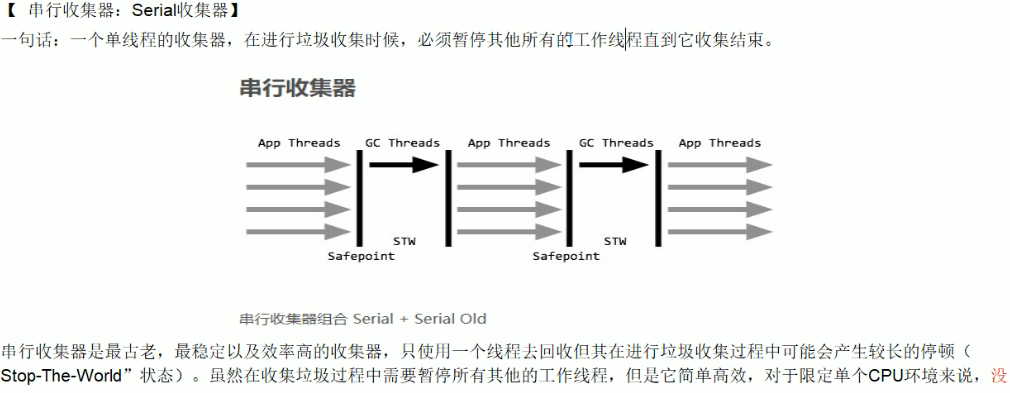 【 串行收集器：Serial收集器】
一句话：一个单线程的收集器，在进行垃圾收集时候，必须暂停其他所有的工作线程直到它收集结束。
串行收集器
App Threads GC Threads App Threads GC Threads App Threads
STW STW
Safepoint Safepoint
串行收集器组合 Serial + Serial Old
串行收集器是最古老，最稳定以及效率高的收集器，只使用一个线程去回收但其在进行垃圾收集过程中可能会产生较长的停顿（
Stop-The-World”状态）。虽然在收集垃圾过程中需要暂停所有其他的工作线程，但是它简单高效，对于限定单个CPU环境来说，没